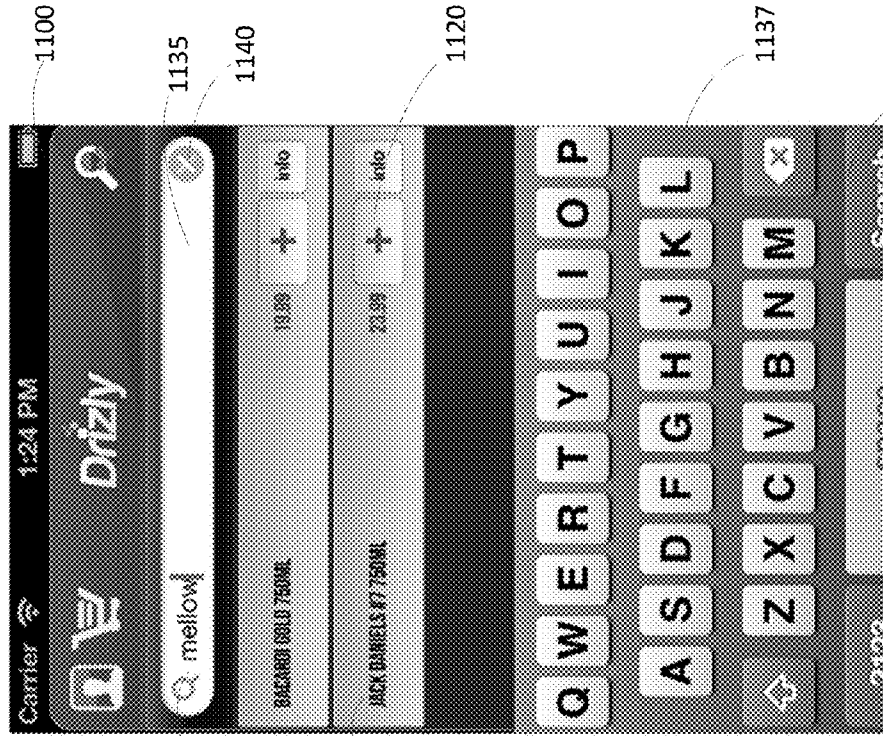 Carrier 1:24 PM
Drizly
mellow
BACARDI GOLD 750ML 19.99 + info
JACK DANIELS #7 750ML 23.99 + info
Q W E R T Y U I O P
A S D F G H J K L
Z X C V B N M
1100
1135
1140
1120
1137